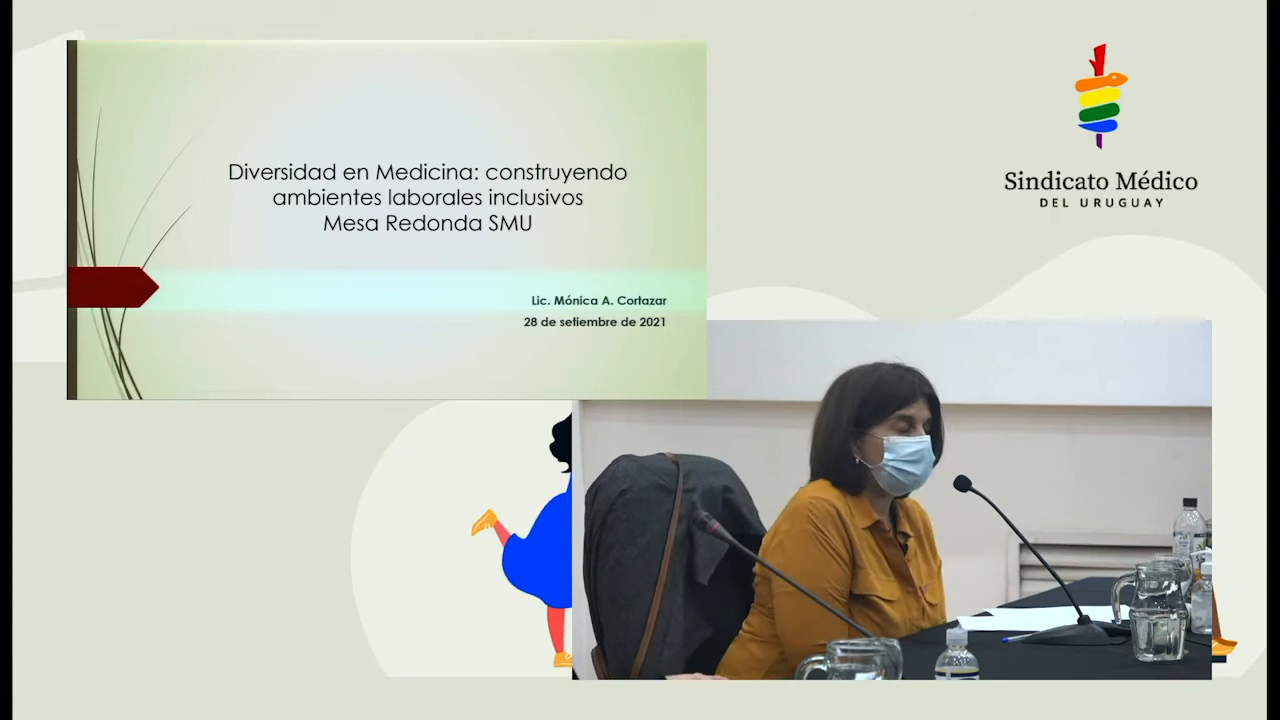 Diversidad en Medicina: construyendo
ambientes laborales inclusivos
Mesa Redonda SMU
Lic. Mónica A. Cortazar
28 de setiembre de 2021
Sindicato Médico
DEL URUGUAY